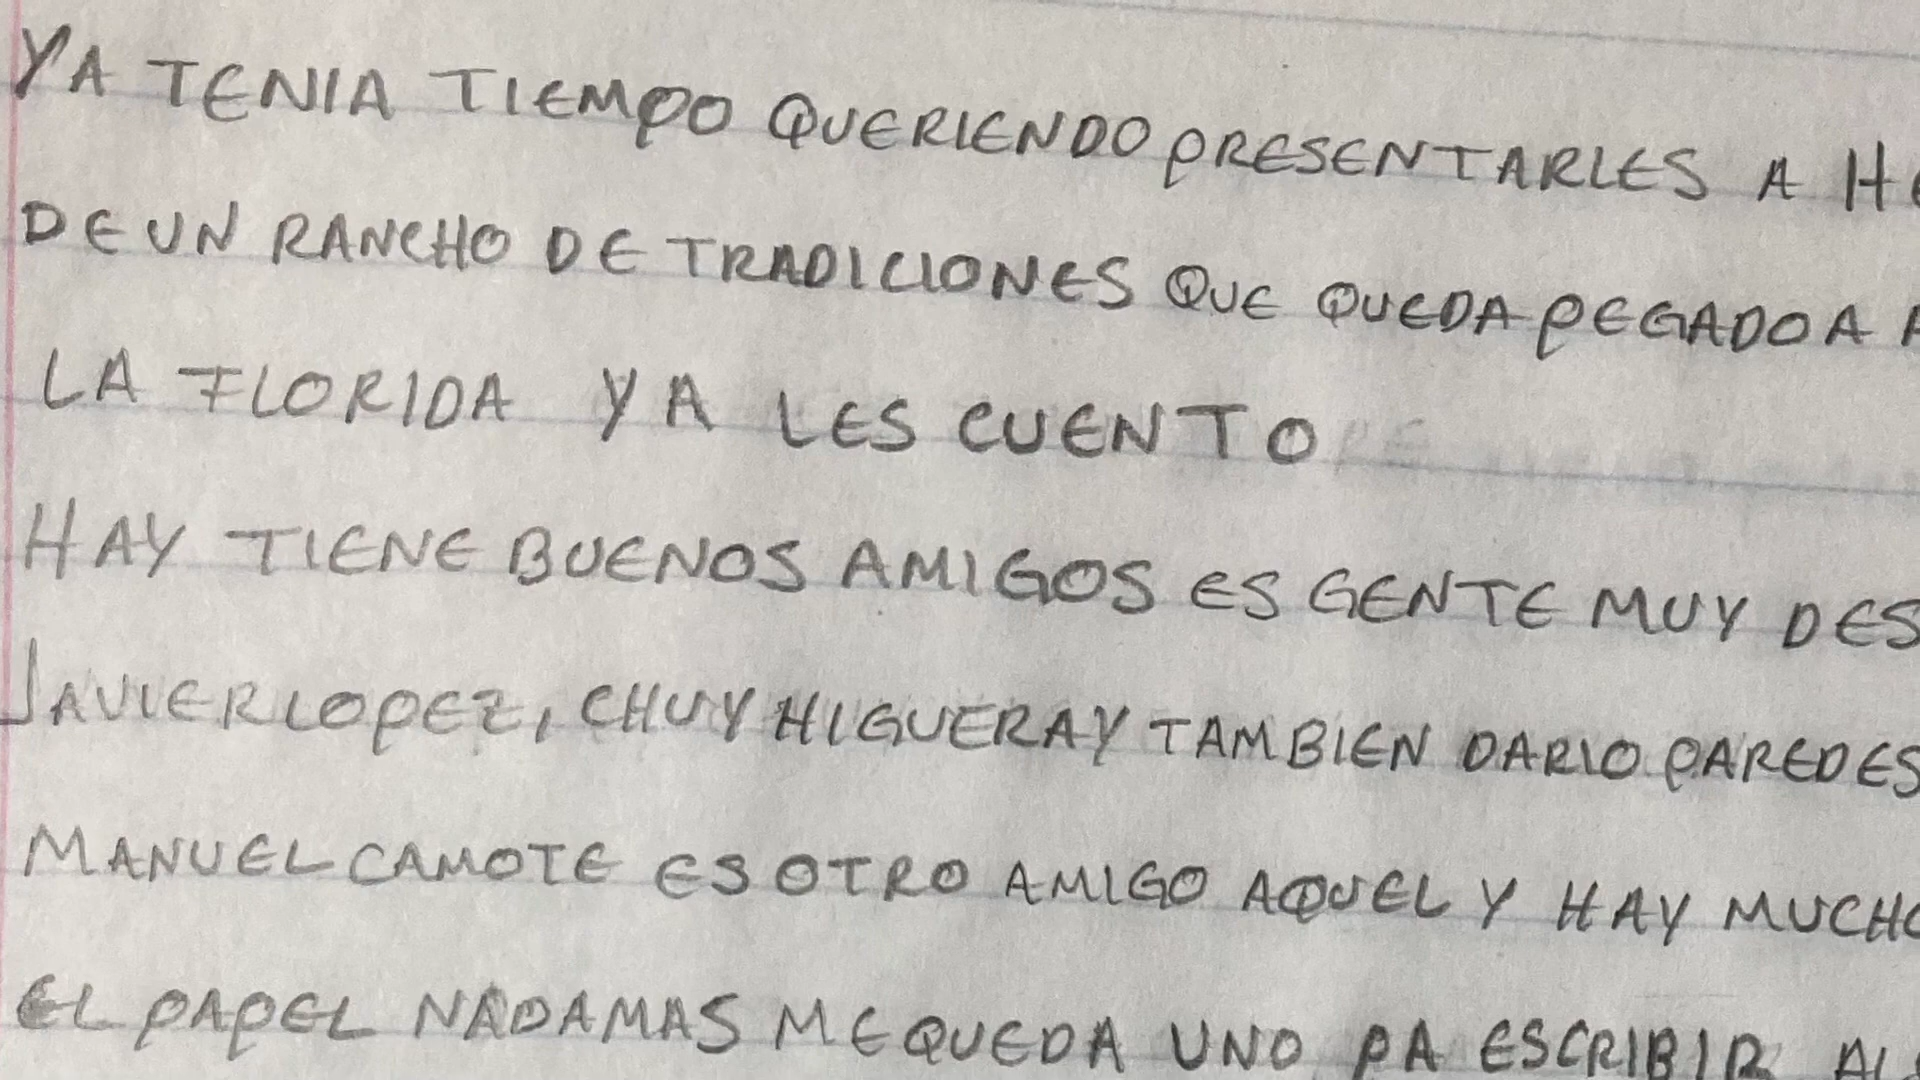 YA TENIA TIEMPO QUERIENDO PRESENTARLES A
DE UN RANCHO DE TRADICIONES QUE QUEDA PEGADO A
LA FLORIDA YA LES CUENTO
HAY TIENE BUENOS AMIGOS ES GENTE MUY
JAVIER LOPEZ, CHUY HIGUERA Y TAMBIEN DARIO PAREDES
MANUEL CAMOTE ES OTRO AMIGO AQUEL Y HAY
EL PAPEL NADAMAS ME QUEDA UNO PA ESCRIBIR